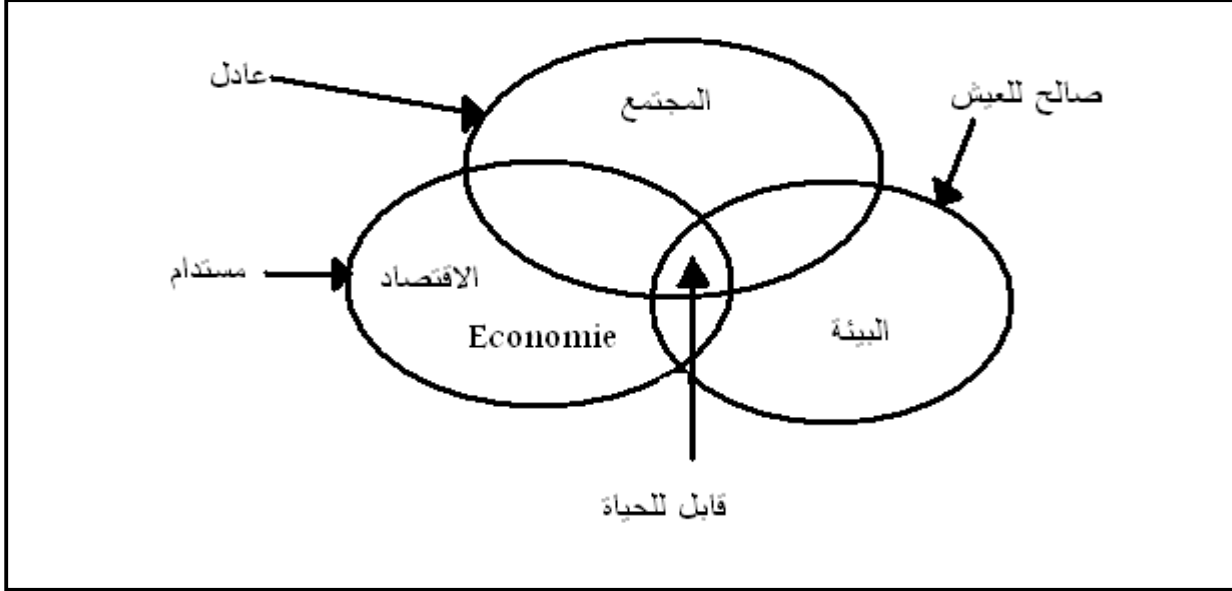 عادل
المجتمع
صالح للعيش
الاقتصاد
مستدام
Economie
البيئة
قابل للحياة